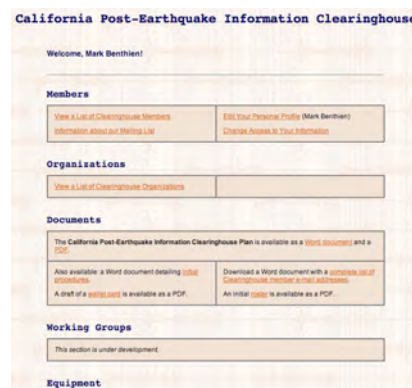 California Post-Earthquake Information Clearinghouse
Welcome, Mark Benthien!
Members
View a List of Clearinghouse Members
Information about our Mailing List
Edit Your Personal Profile (Mark Benthien)
Change Access to Your Information
Organizations
View a List of Clearinghouse Organizations
Documents
The California Post-Earthquake Information Clearinghouse Plan is available as a Word document and a
PDF.
Also available: a Word document detailing initial
procedures.
A draft of a wallet card is available as a PDF.
Download a Word document with a complete list of
Clearinghouse member e-mail addresses.
An initial roster is available as a PDF.
Working Groups
This section is under development.
Equipment